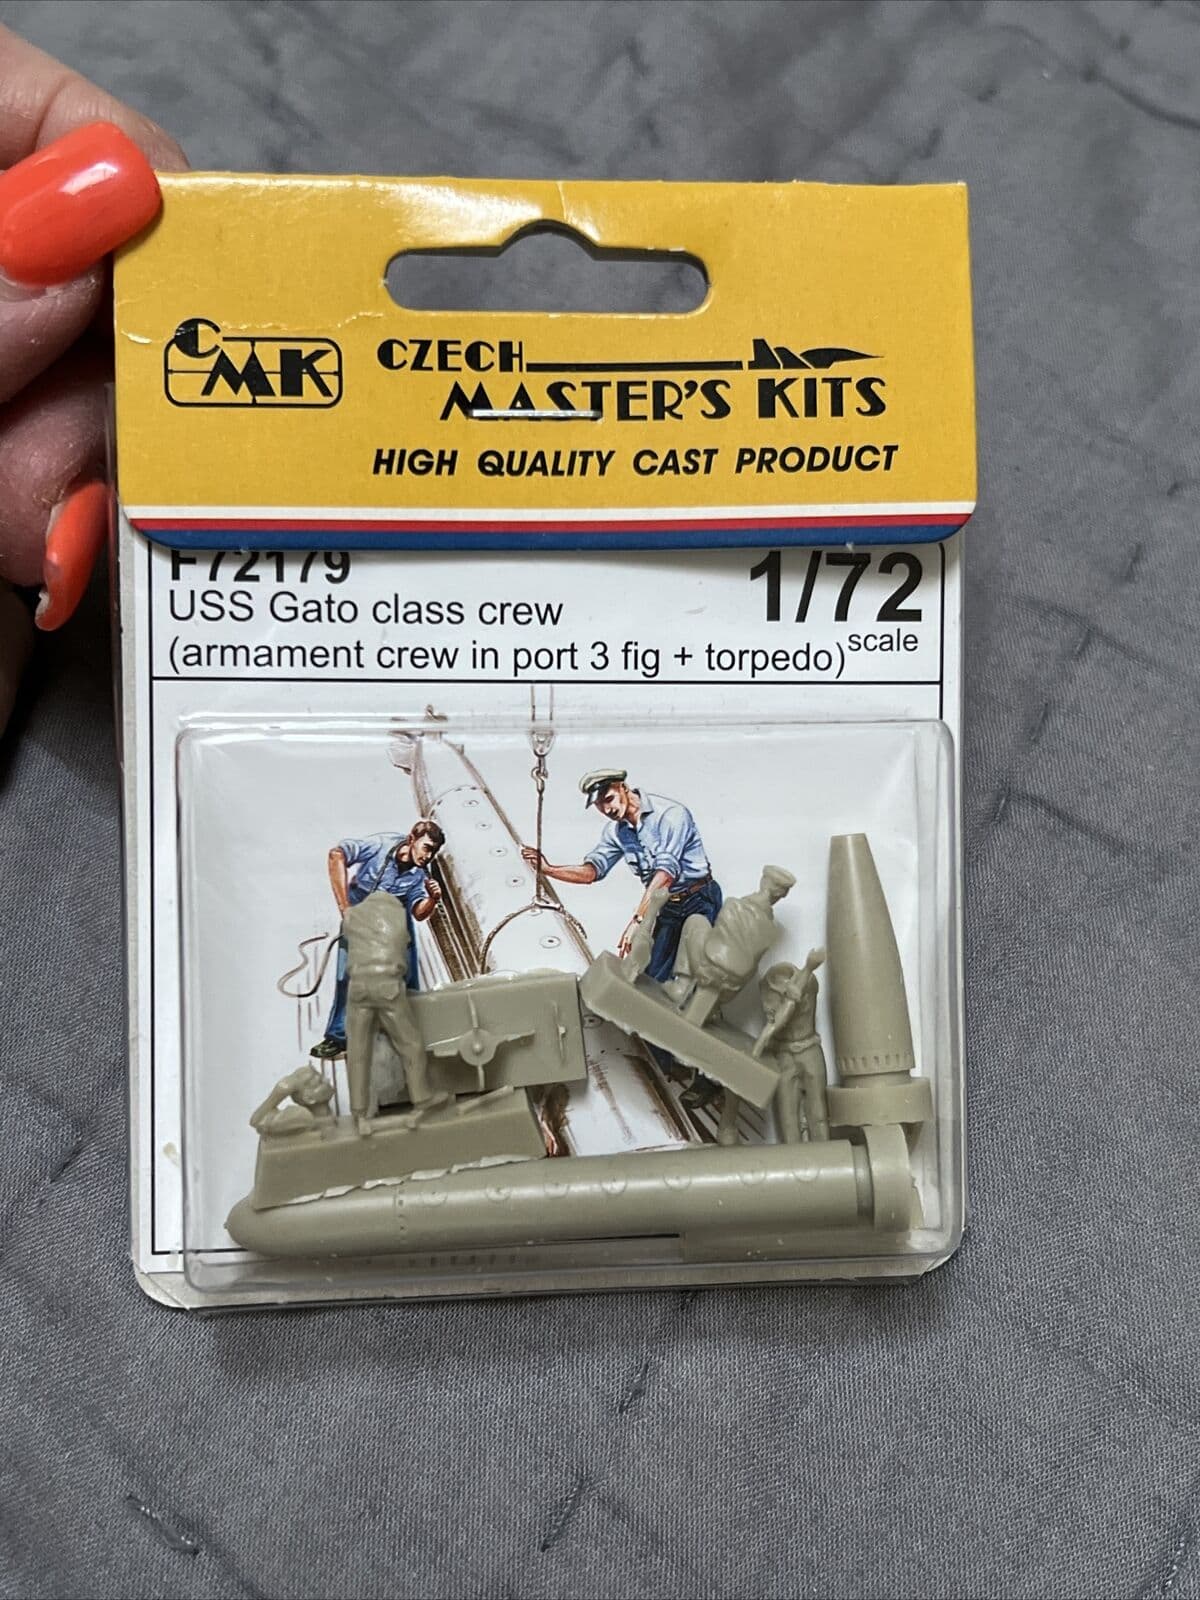 CMK
CZECH
MASTER'S KITS
HIGH QUALITY CAST PRODUCT
F72179
1/72
scale
USS Gato class crew
(armament crew in port 3 fig + torpedo)